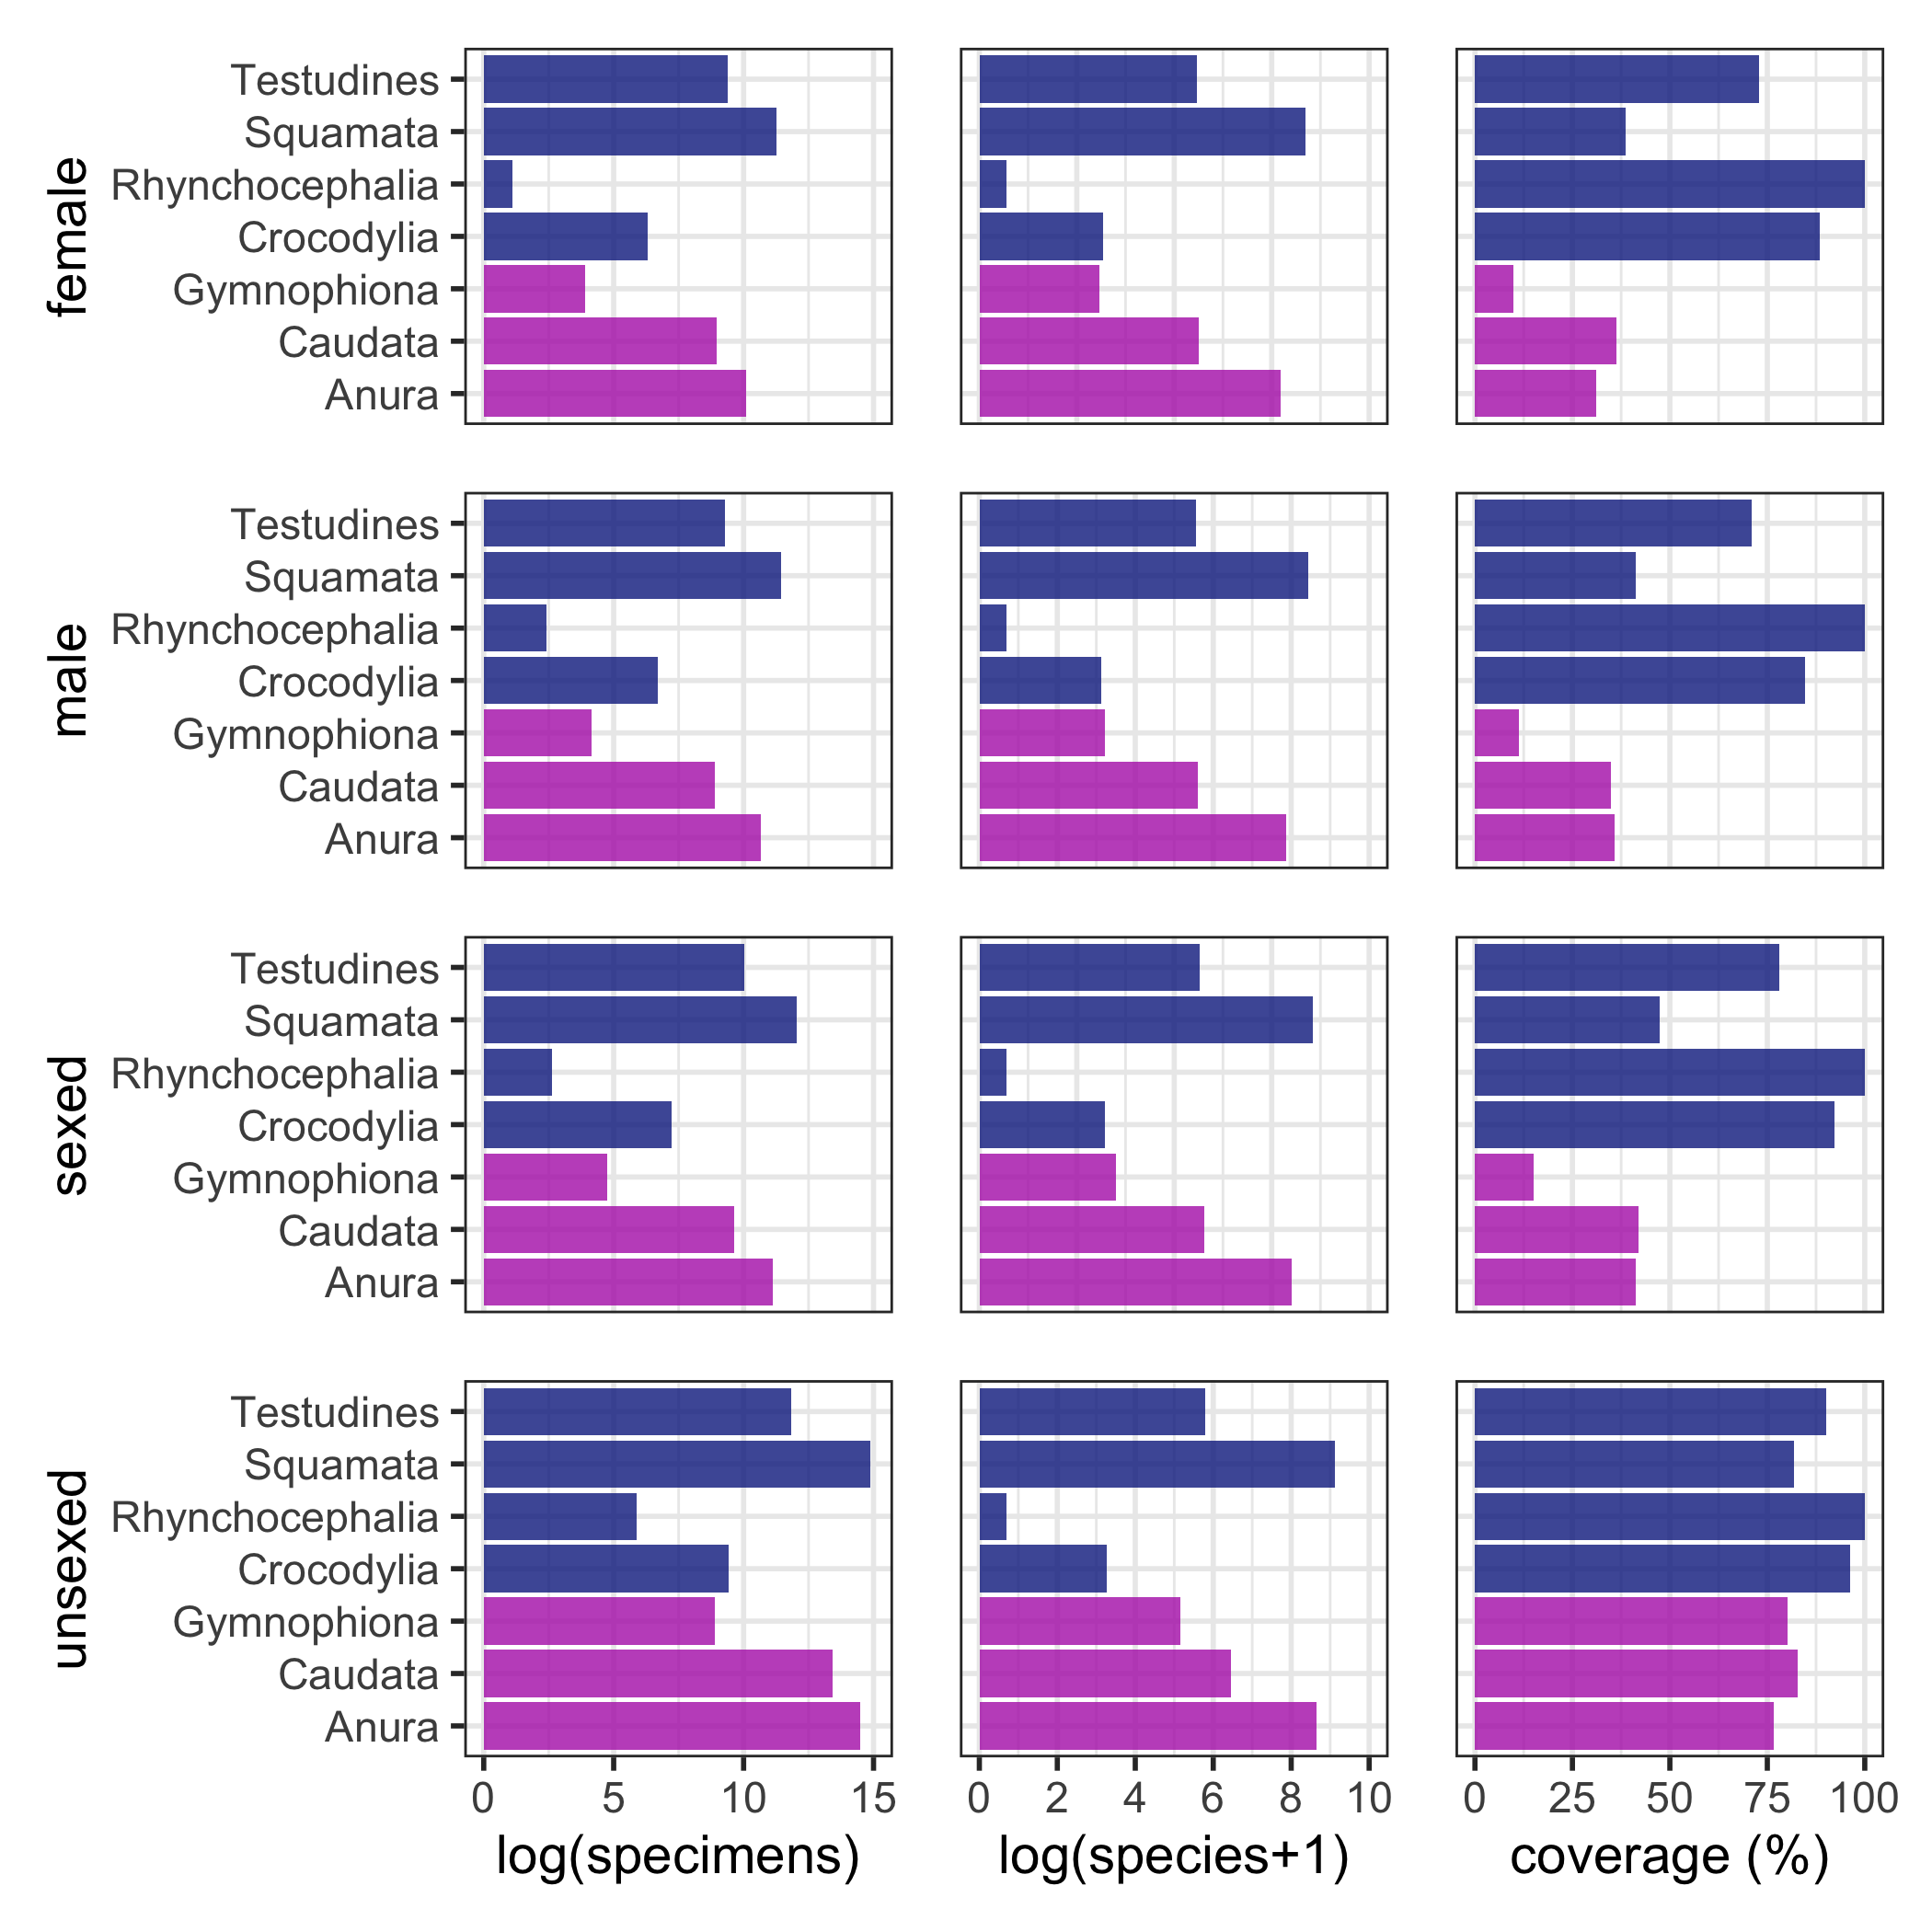 female
Testudines
Squamata
Rhynchocephalia
Crocodylia
Gymnophiona
Caudata
Anura
male
Testudines
Squamata
Rhynchocephalia
Crocodylia
Gymnophiona
Caudata
Anura
sexed
Testudines
Squamata
Rhynchocephalia
Crocodylia
Gymnophiona
Caudata
Anura
unsexed
Testudines
Squamata
Rhynchocephalia
Crocodylia
Gymnophiona
Caudata
Anura
0 5 10 15 0 2 4 6 8 10 0 25 50 75 100
log(specimens) log(species+1) coverage (%)